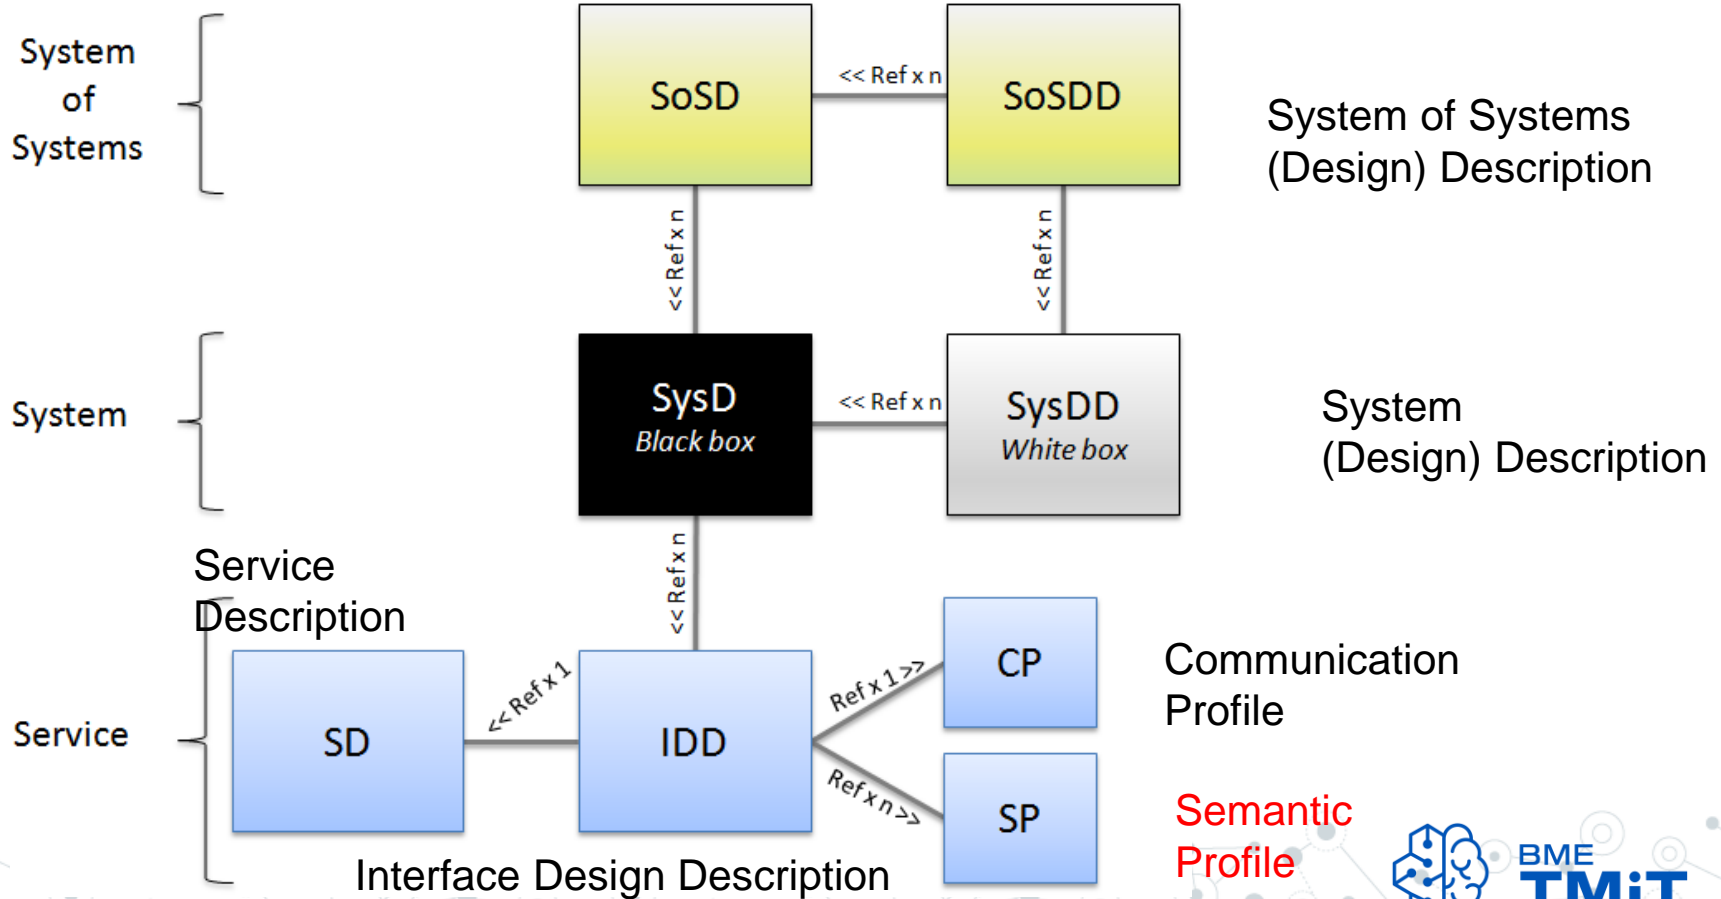 System
of
Systems
SoSD
<< Ref x n
SoSDD
System of Systems
(Design) Description
<< Ref x n
<< Ref x n
System
SysD
Black box
<< Ref x n
SysDD
White box
System
(Design) Description
<< Ref x n
Service
Description
Service
SD
<< Ref x 1
IDD
Ref x 1 >>
CP
Communication
Profile
Ref x n >>
SP
Semantic
Profile
Interface Design Description
BME
TMiT